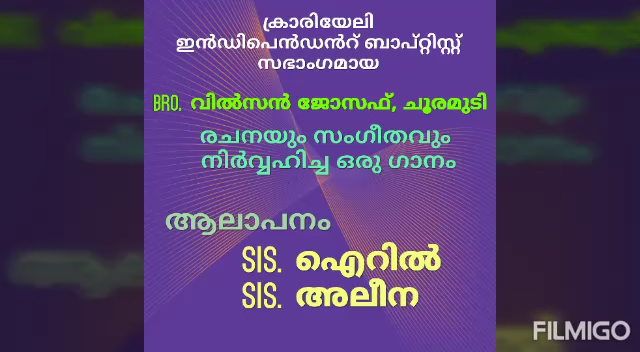 ക്രാരിയേലി
ഇൻഡിപെൻഡൻറ് ബാപ്റ്റിസ്റ്റ്
സഭാംഗമായ
BRO. വിൽസൻ ജോസഫ്, ചൂരമുടി
രചനയും സംഗീതവും
നിർവ്വഹിച്ച ഒരു ഗാനം
ആലാപനം
SIS. ഐറിൽ
SIS. അലീന
FILMIGO